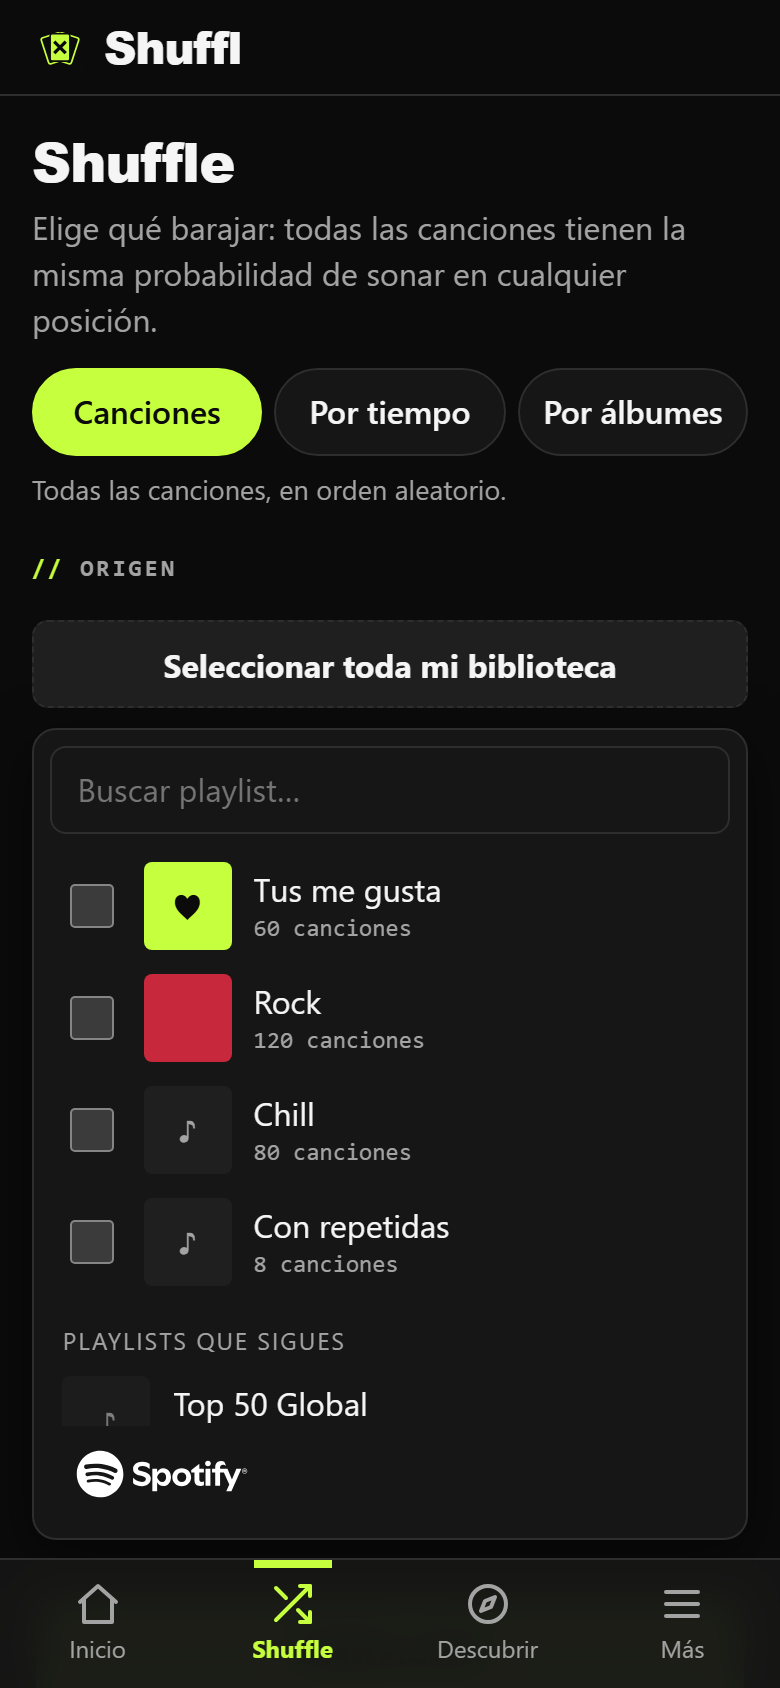 Shuffl
Shuffle
Elige qué barajar: todas las canciones tienen la
misma probabilidad de sonar en cualquier
posición.
Canciones
Por tiempo
Por álbumes
Todas las canciones, en orden aleatorio.
// ORIGEN
Seleccionar toda mi biblioteca
Buscar playlist...
Tus me gusta
60 canciones
Rock
120 canciones
Chill
80 canciones
Con repetidas
8 canciones
PLAYLISTS QUE SIGUES
Top 50 Global
Spotify®
Inicio
Shuffle
Descubrir
Más